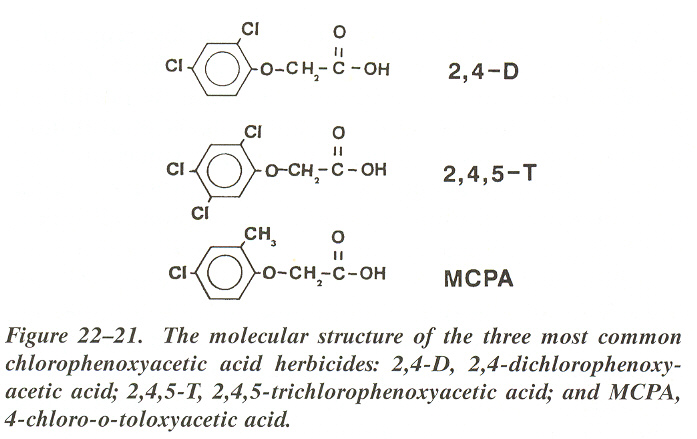 Cl
O
Cl
O-CH2-C-OH
2,4-D
Cl
O
Cl
O-CH2-C-OH
2,4,5-T
Cl
CH3
O
Cl
O-CH2-C-OH
MCPA
Figure 22–21. The molecular structure of the three most common
chlorophenoxyacetic acid herbicides: 2,4-D, 2,4-dichlorophenoxy-
acetic acid; 2,4,5-T, 2,4,5-trichlorophenoxyacetic acid; and MCPA,
4-chloro-o-toloxyacetic acid.